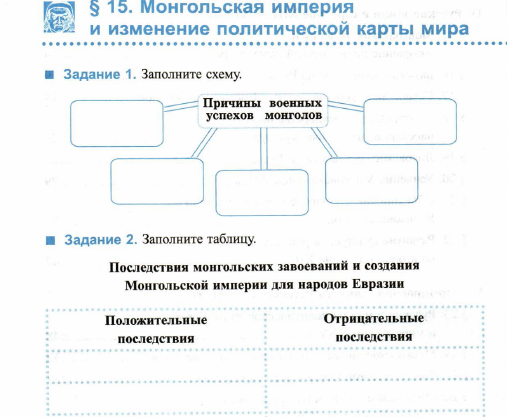 § 15. Монгольская империя
и изменение политической карты мира
Задание 1. Заполните схему.
Причины военных
успехов монголов
Задание 2. Заполните таблицу.
Последствия монгольских завоеваний и создания
Монгольской империи для народов Евразии
Положительные
последствия
Отрицательные
последствия